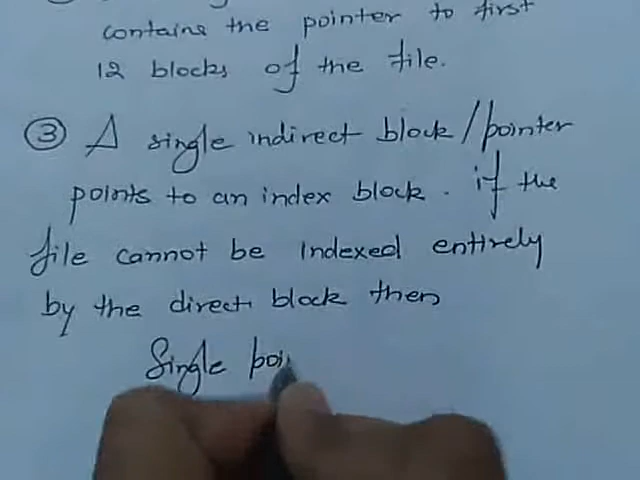 contains the pointer to first
12 blocks of the file.
③ A single indirect block/pointer
points to an index block. if the
file cannot be indexed entirely
by the direct block then
Single poi